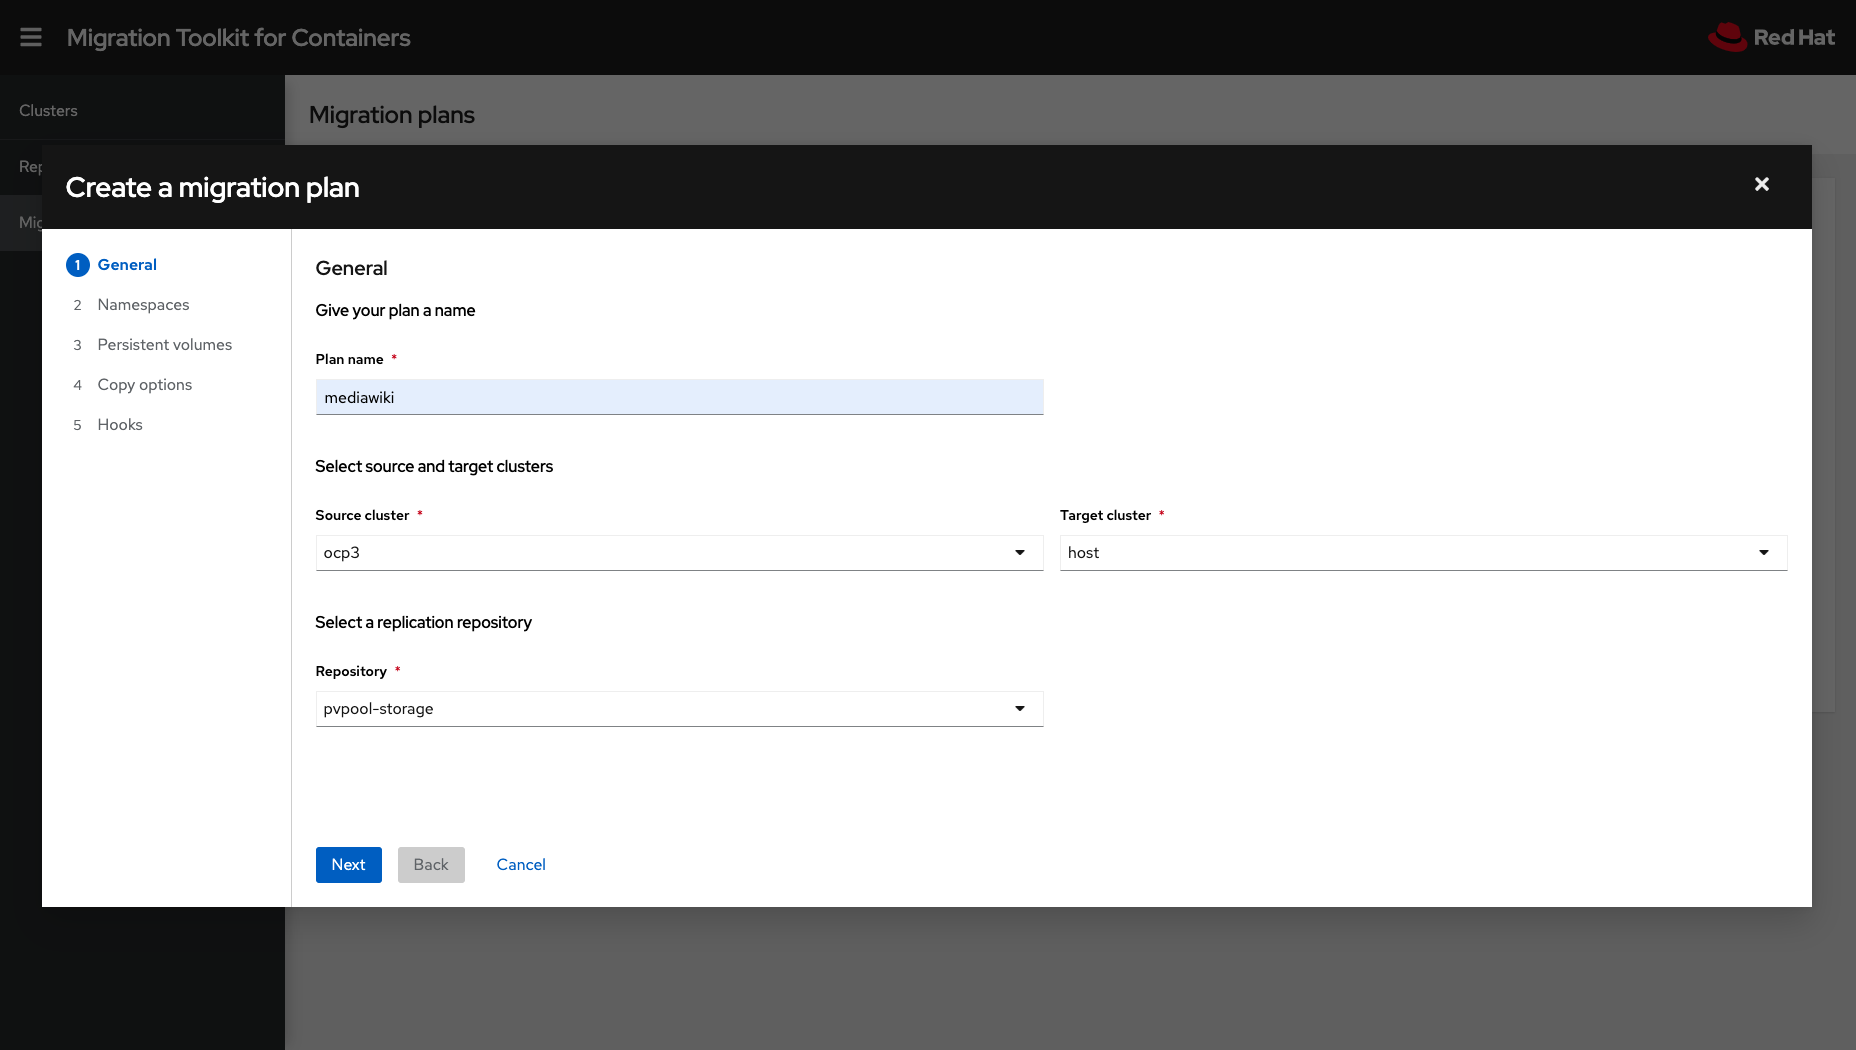 Migration Toolkit for Containers
Red Hat
Clusters
Migration plans
Rep
Mig
Create a migration plan
1 General
2 Namespaces
3 Persistent volumes
4 Copy options
5 Hooks
General
Give your plan a name
Plan name *
mediawiki
Select source and target clusters
Source cluster * Target cluster *
ocp3 host
Select a replication repository
Repository *
pvpool-storage
Next Back Cancel